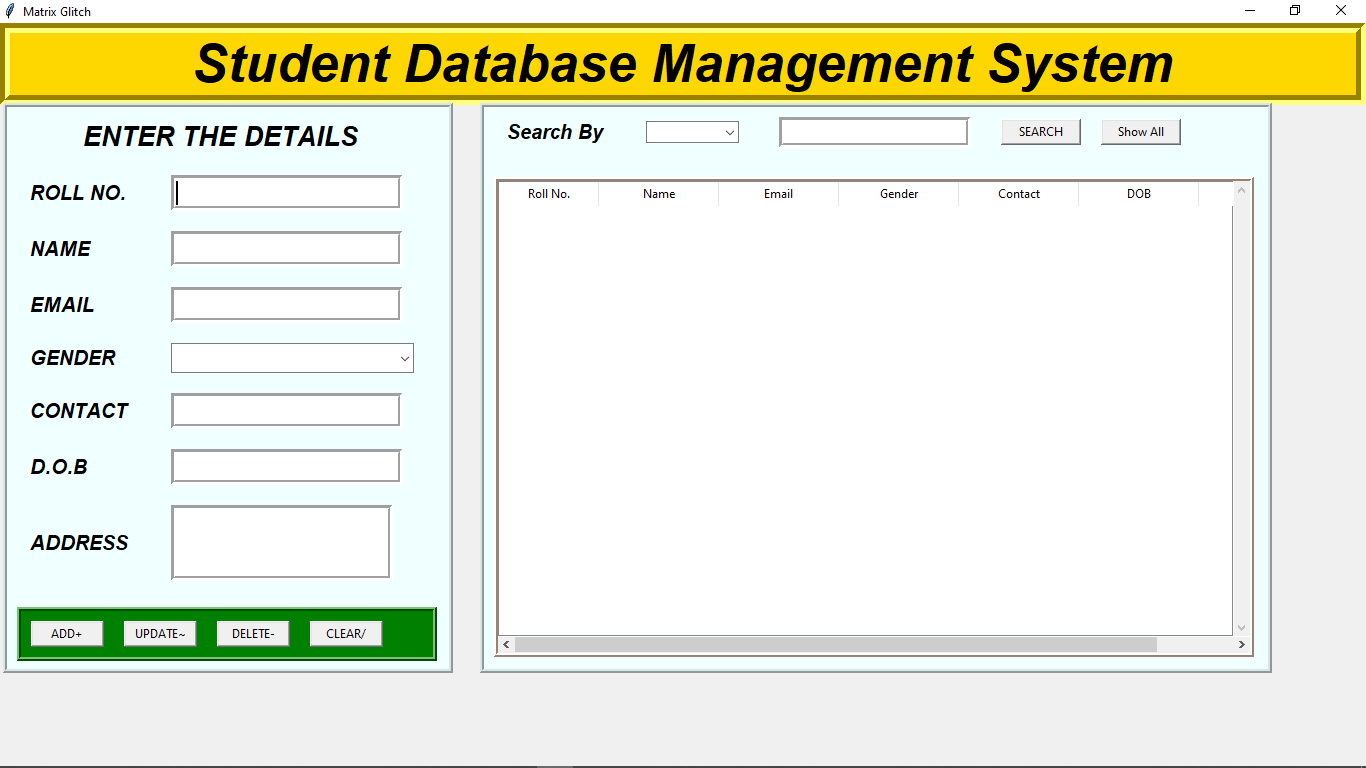 Matrix Glitch
Student Database Management System
ENTER THE DETAILS
ROLL NO.
NAME
EMAIL
GENDER
CONTACT
D.O.B
ADDRESS
ADD+ UPDATE~ DELETE- CLEAR/
Search By SEARCH Show All
Roll No. Name Email Gender Contact DOB